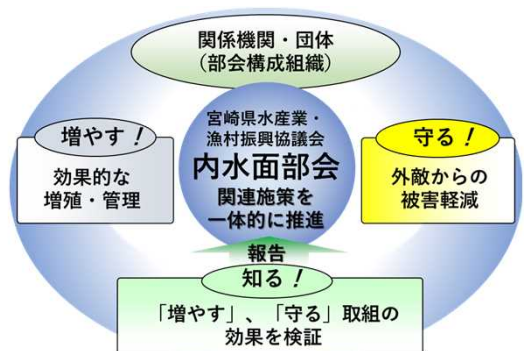 関係機関・団体
(部会構成組織)
宮崎県水産業・
漁村振興協議会
内水面部会
関連施策を
一体的に推進
増やす！
効果的な
増殖・管理
守る！
外敵からの
被害軽減
報告
知る！
「増やす」、「守る」取組の
効果を検証